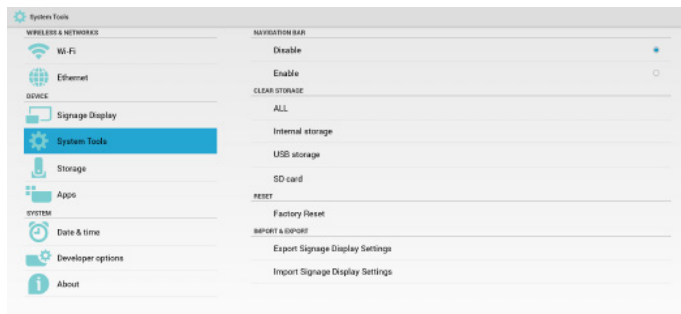 System Tools
WIRELESS & NETWORKS
Wi-Fi
Ethernet
DEVICE
Signage Display
System Tools
Storage
Apps
SYSTEM
Date & time
Developer options
About
NAVIGATION BAR
Disable
Enable
CLEAR STORAGE
ALL
Internal storage
USB storage
SD card
RESET
Factory Reset
IMPORT & EXPORT
Export Signage Display Settings
Import Signage Display Settings